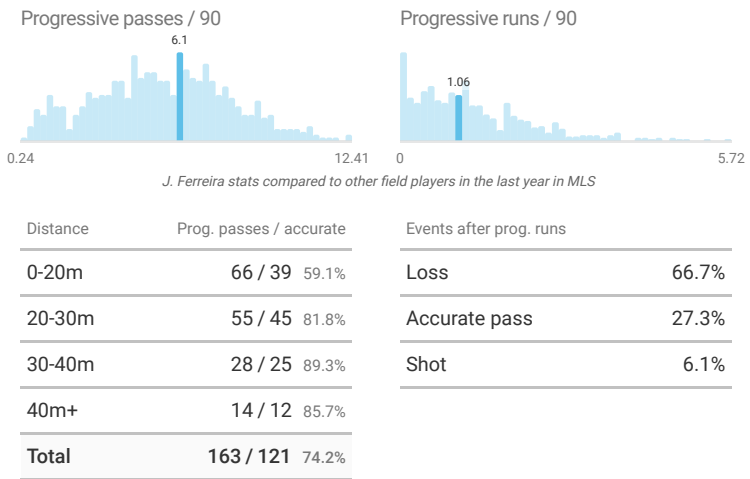 Progressive passes / 90
6.1
0.24 12.41
Progressive runs / 90
1.06
0 5.72
J. Ferreira stats compared to other field players in the last year in MLS
Distance Prog. passes / accurate
0-20m 66 / 39 59.1%
20-30m 55 / 45 81.8%
30-40m 28 / 25 89.3%
40m+ 14 / 12 85.7%
Total 163 / 121 74.2%
Events after prog. runs
Loss 66.7%
Accurate pass 27.3%
Shot 6.1%